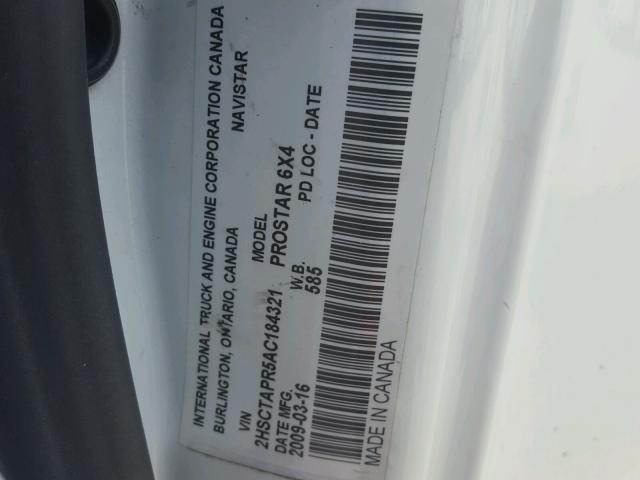 INTERNATIONAL TRUCK AND ENGINE CORPORATION CANADA
BURLINGTON, ONTARIO, CANADA NAVISTAR
VIN MODEL
2HSCTAPR5AC184321 PROSTAR 6X4
DATE MFG. W.B. PD LOC - DATE
2009-03-16 585
MADE IN CANADA